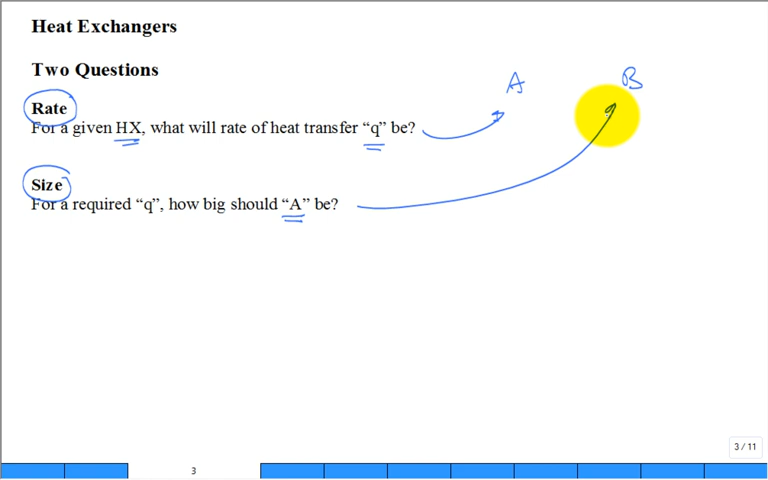 Heat Exchangers
Two Questions
A
B
Rate
For a given HX, what will rate of heat transfer “q” be?
Size
For a required “q”, how big should “A” be?
3 / 11
3